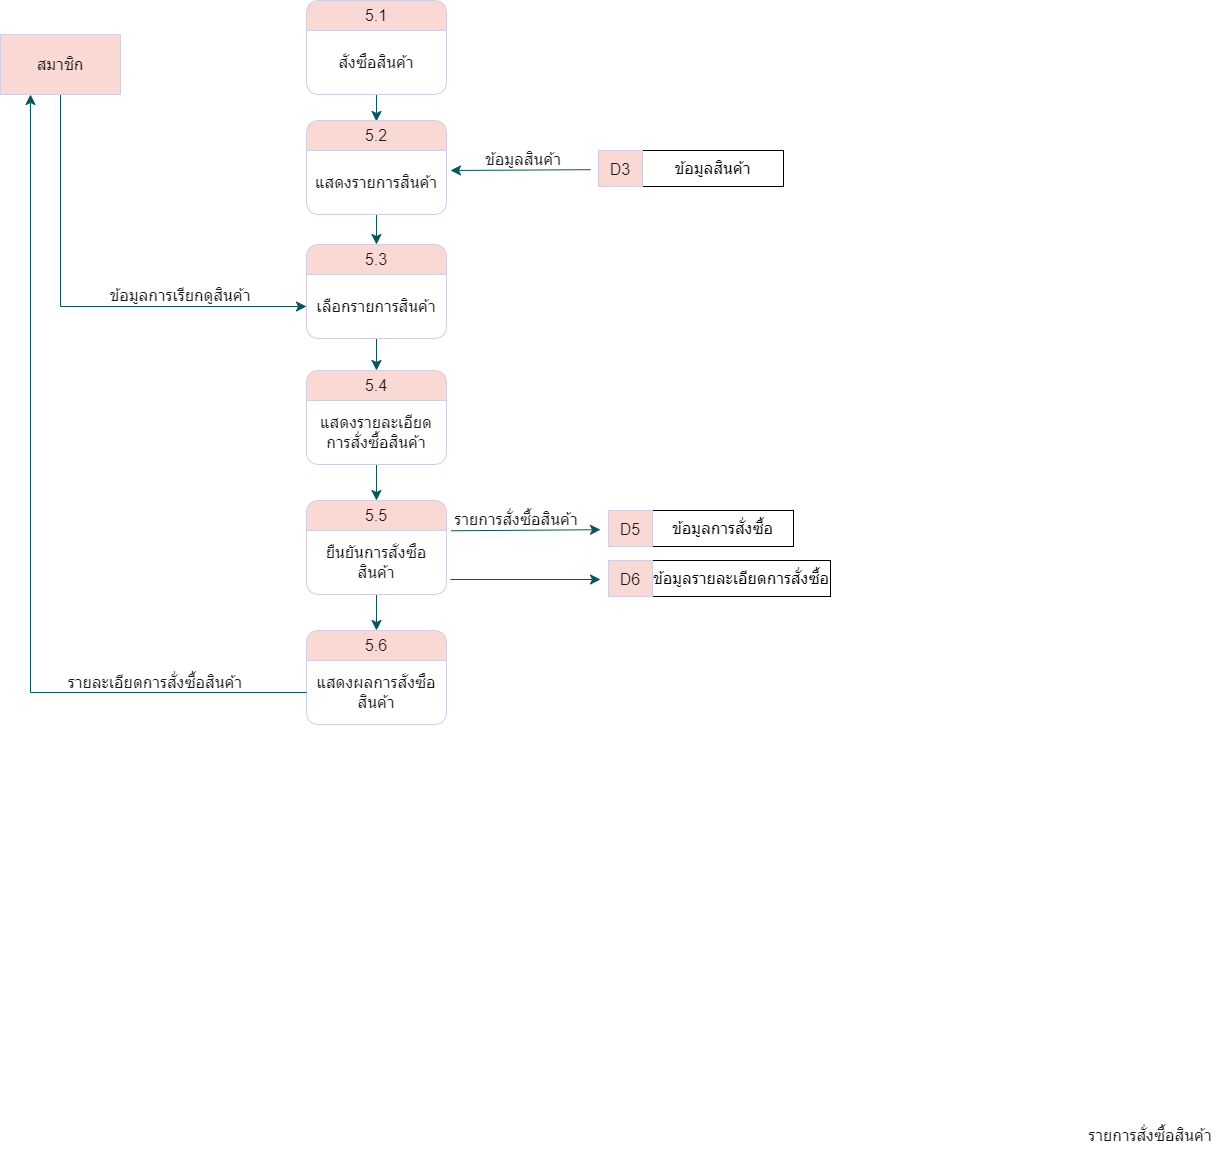 5.1
สั่งซื้อสินค้า
สมาชิก
5.2
แสดงรายการสินค้า
ข้อมูลสินค้า
D3
ข้อมูลสินค้า
5.3
เลือกรายการสินค้า
ข้อมูลการเรียกดูสินค้า
5.4
แสดงรายละเอียด
การสั่งซื้อสินค้า
5.5
ยืนยันการสั่งซื้อ
สินค้า
รายการสั่งซื้อสินค้า
D5
ข้อมูลการสั่งซื้อ
D6
ข้อมูลรายละเอียดการสั่งซื้อ
5.6
แสดงผลการสั่งซื้อ
สินค้า
รายละเอียดการสั่งซื้อสินค้า
รายการสั่งซื้อสินค้า